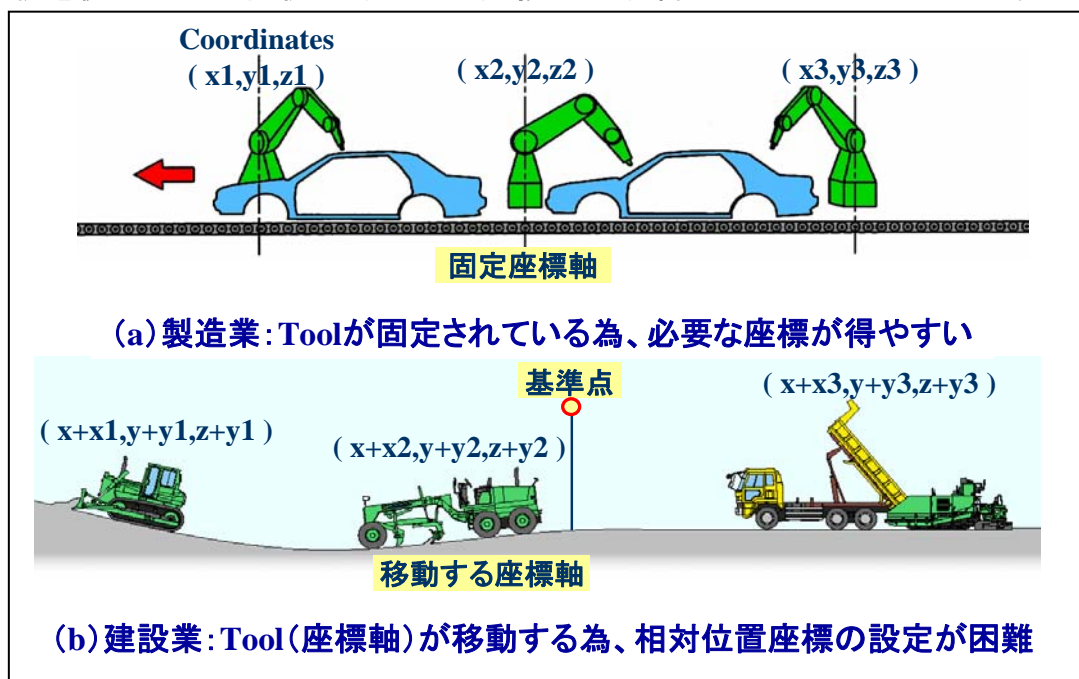 Coordinates
( x1,y1,z1 )
( x2,y2,z2 )
( x3,y3,z3 )
固定座標軸
(a)製造業:Toolが固定されている為、必要な座標が得やすい
基準点
( x+x3,y+y3,z+y3 )
( x+x1,y+y1,z+y1 )
( x+x2,y+y2,z+y2 )
移動する座標軸
(b)建設業:Tool(座標軸)が移動する為、相対位置座標の設定が困難